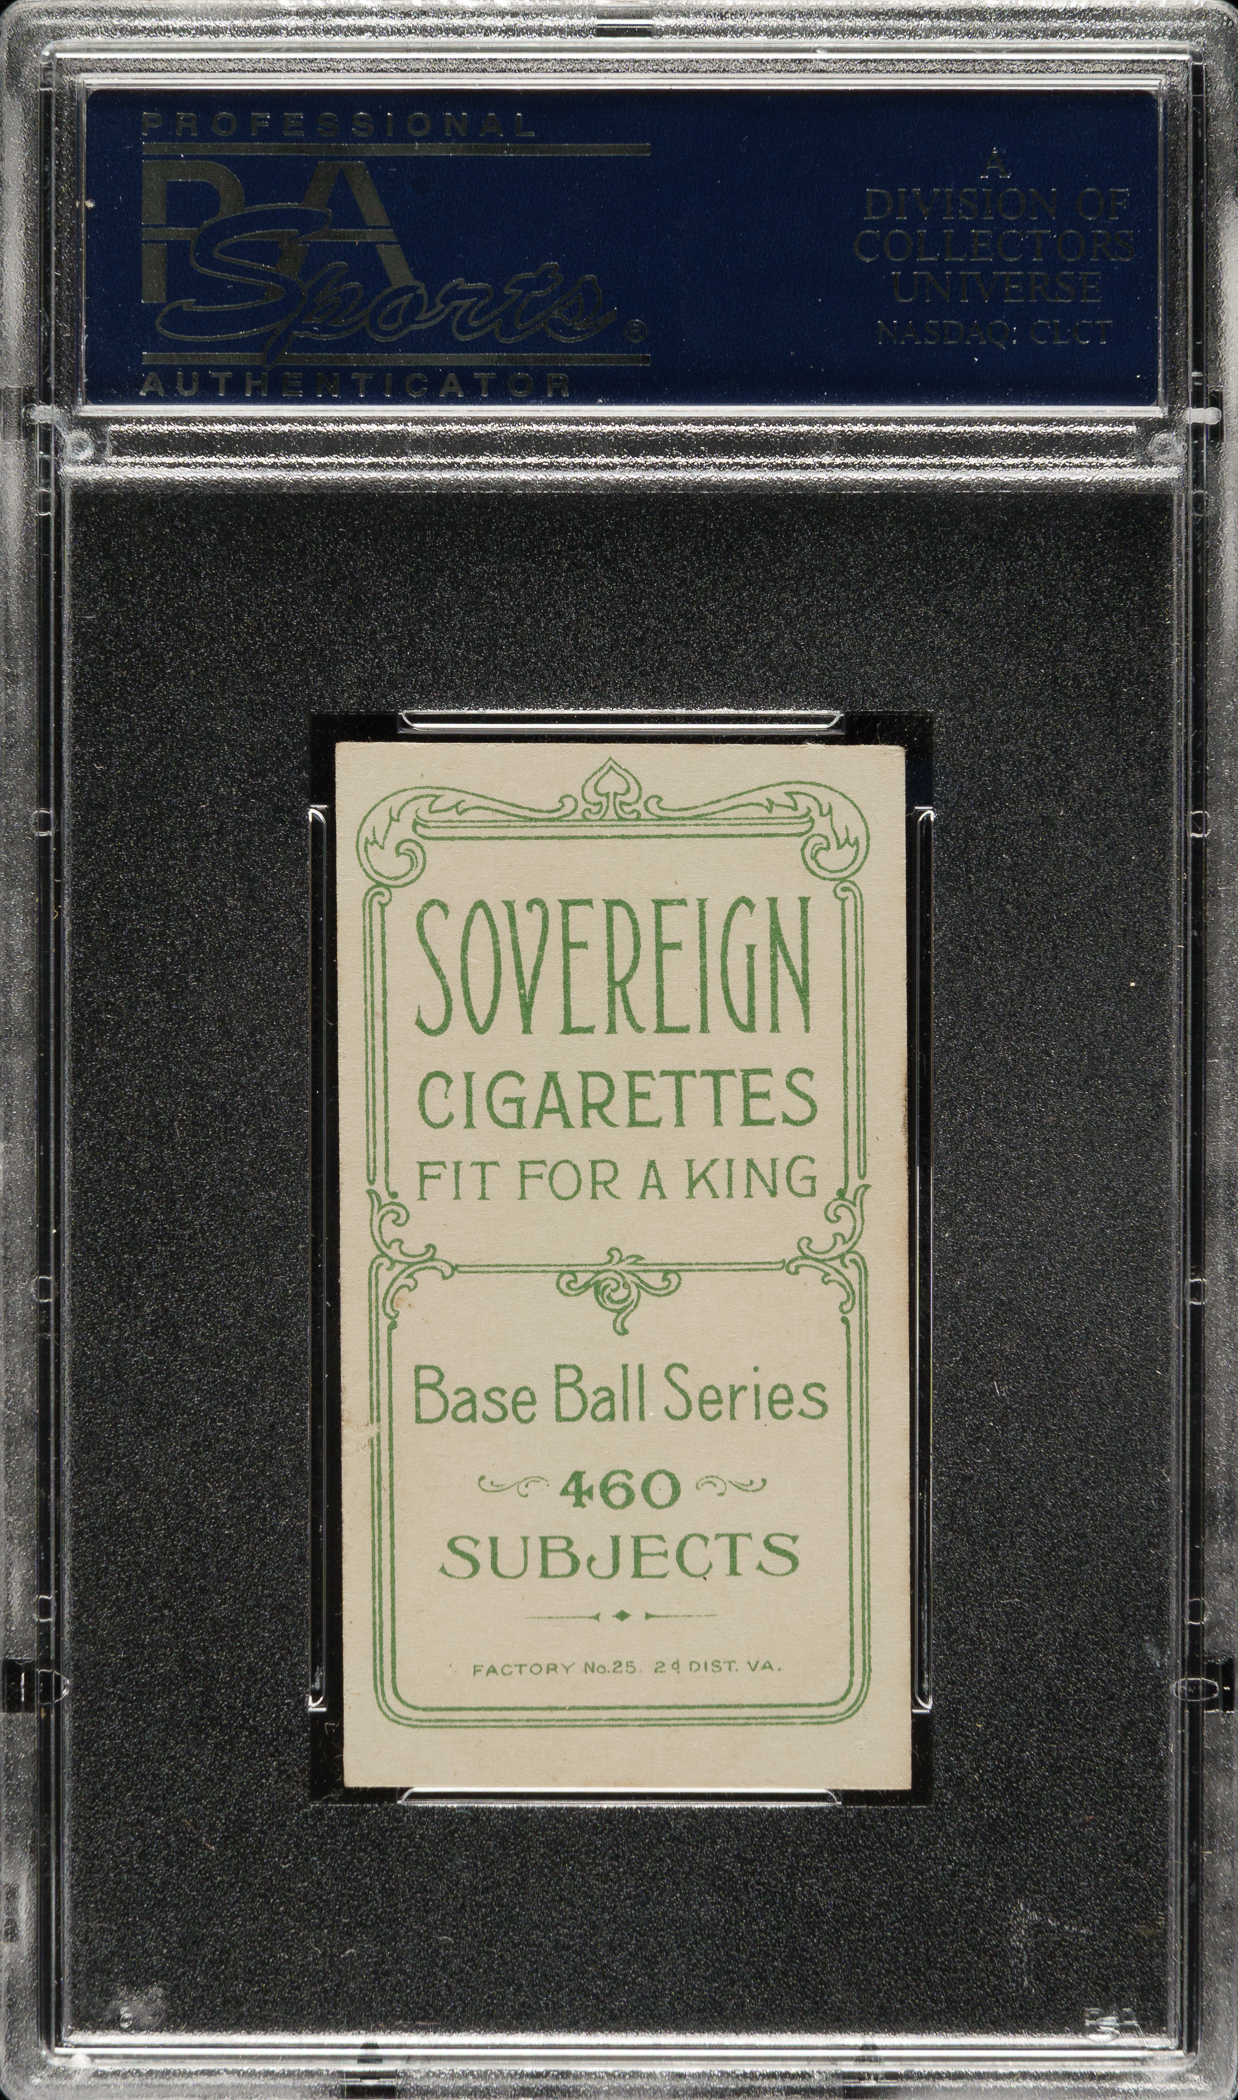 PROFESSIONAL
PSA
Sports®
AUTHENTICATOR
A
DIVISION OF
COLLECTORS
UNIVERSE
NASDAQ: CLCT
SOVEREIGN
CIGARETTES
FIT FOR A KING
Base Ball Series
460
SUBJECTS
FACTORY No.25. 2d DIST. VA.
PSA